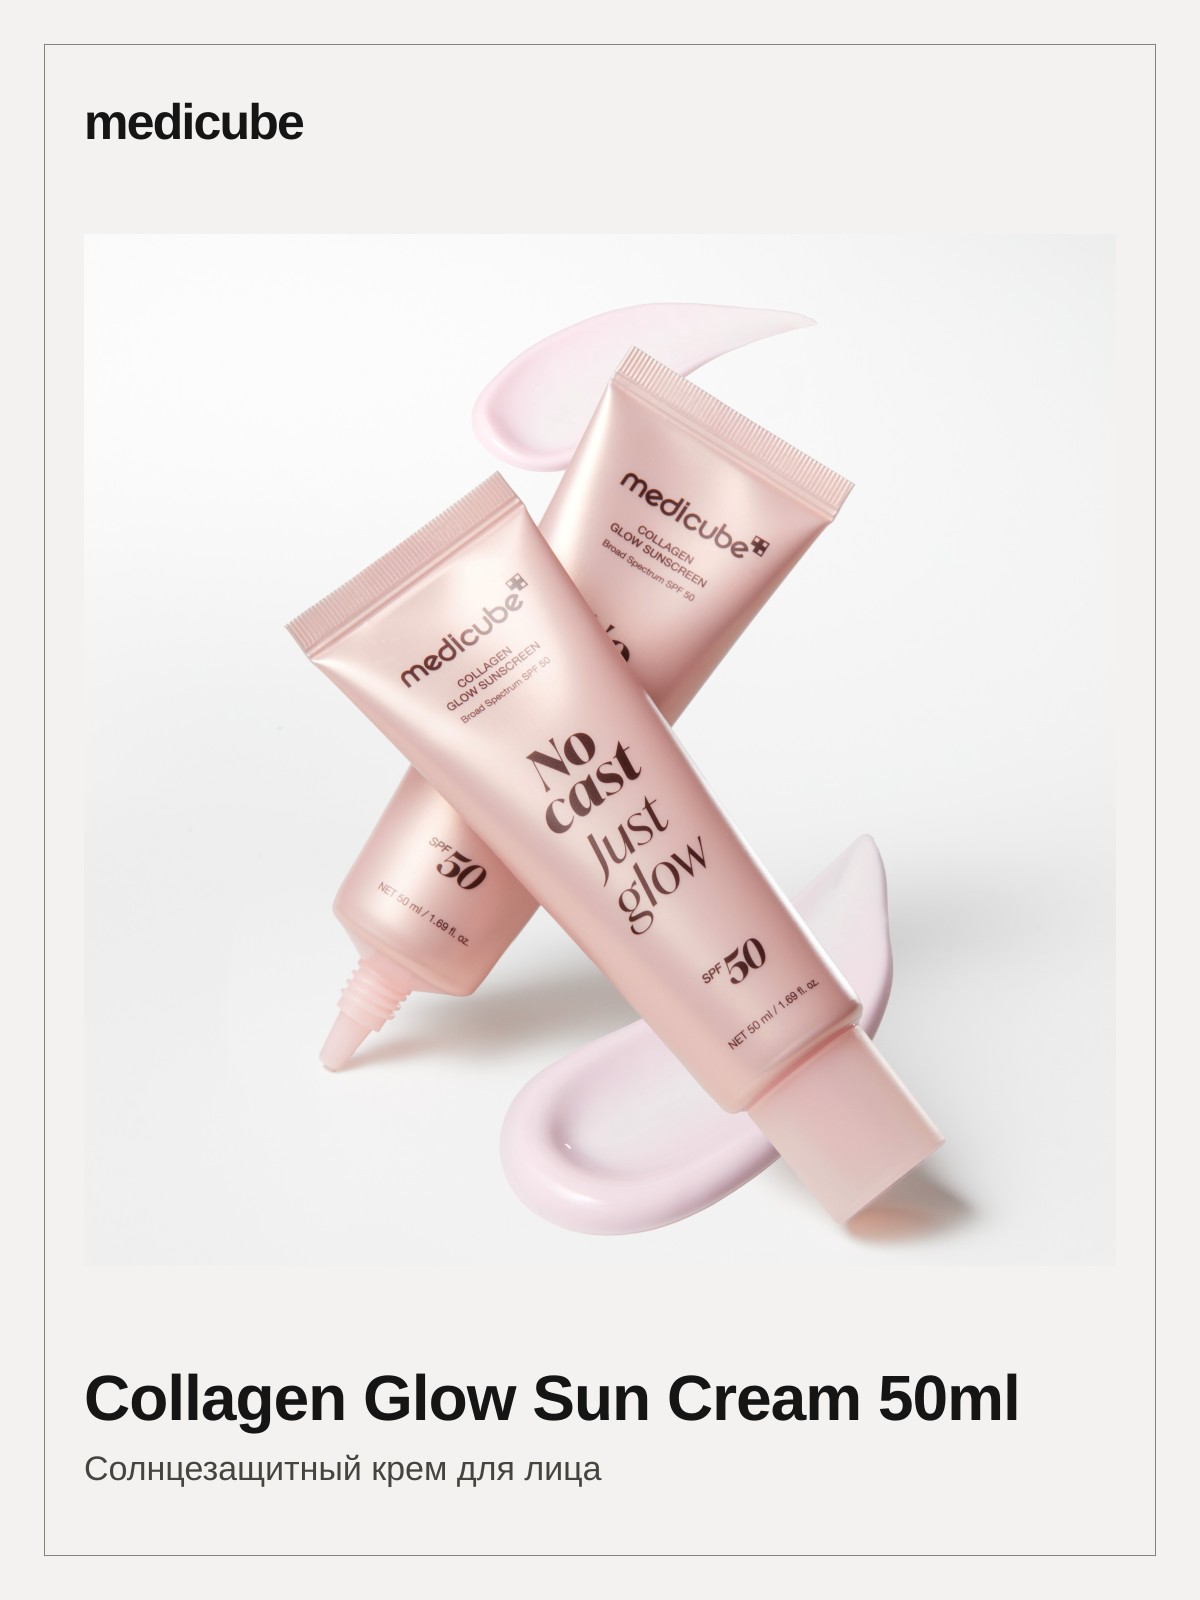 medicube
medicube
COLLAGEN
GLOW SUNSCREEN
Broad Spectrum SPF 50
No
medicube
COLLAGEN
GLOW SUNSCREEN
Broad Spectrum SPF 50
No
cast
Just
glow
SPF 50
NET 50 ml / 1.69 fl. oz.
SPF 50
NET 50 ml / 1.69 fl. oz.
Collagen Glow Sun Cream 50ml
Солнцезащитный крем для лица